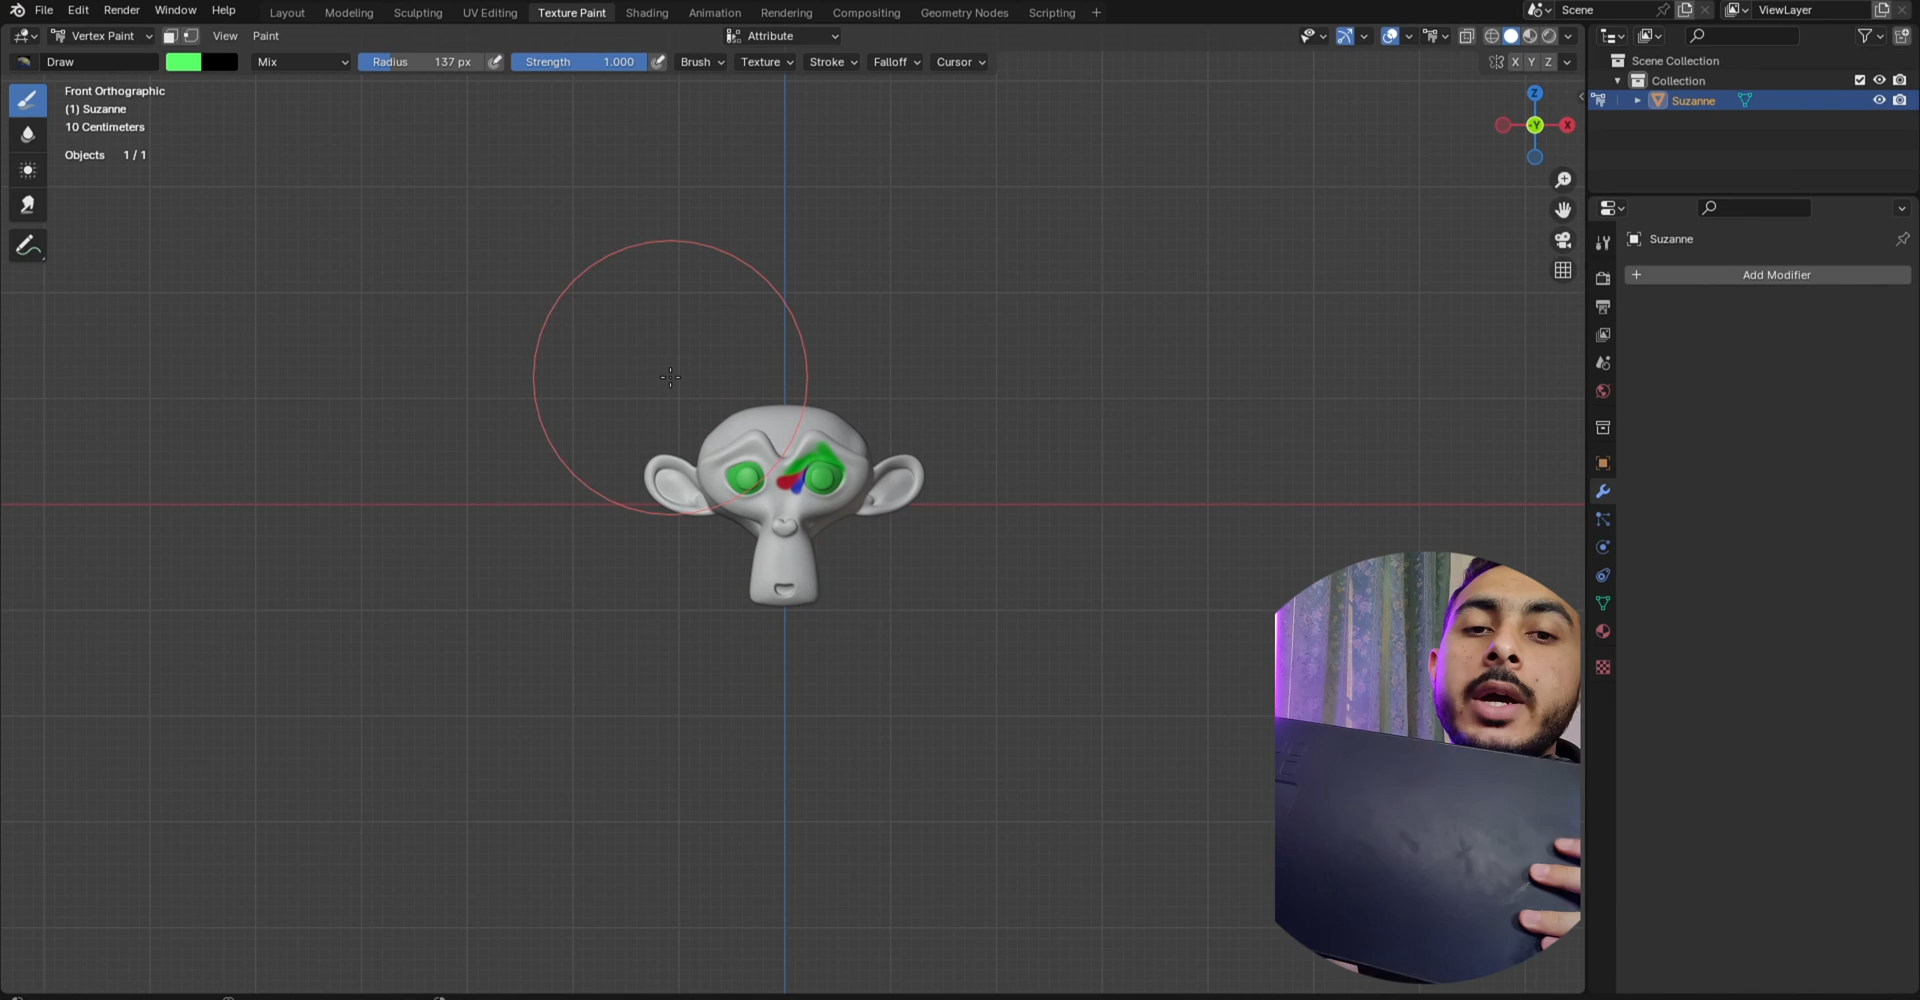 File Edit Render Window Help Layout Modeling Sculpting UV Editing Texture Paint Shading Animation Rendering Compositing Geometry Nodes Scripting + Scene ViewLayer
Vertex Paint View Paint Attribute
Draw Mix Radius 137 px Strength 1.000 Brush Texture Stroke Falloff Cursor X Y Z
Front Orthographic
(1) Suzanne
10 Centimeters
Objects 1 / 1
Z
-Y X
Scene Collection
Collection
Suzanne
Suzanne
+ Add Modifier